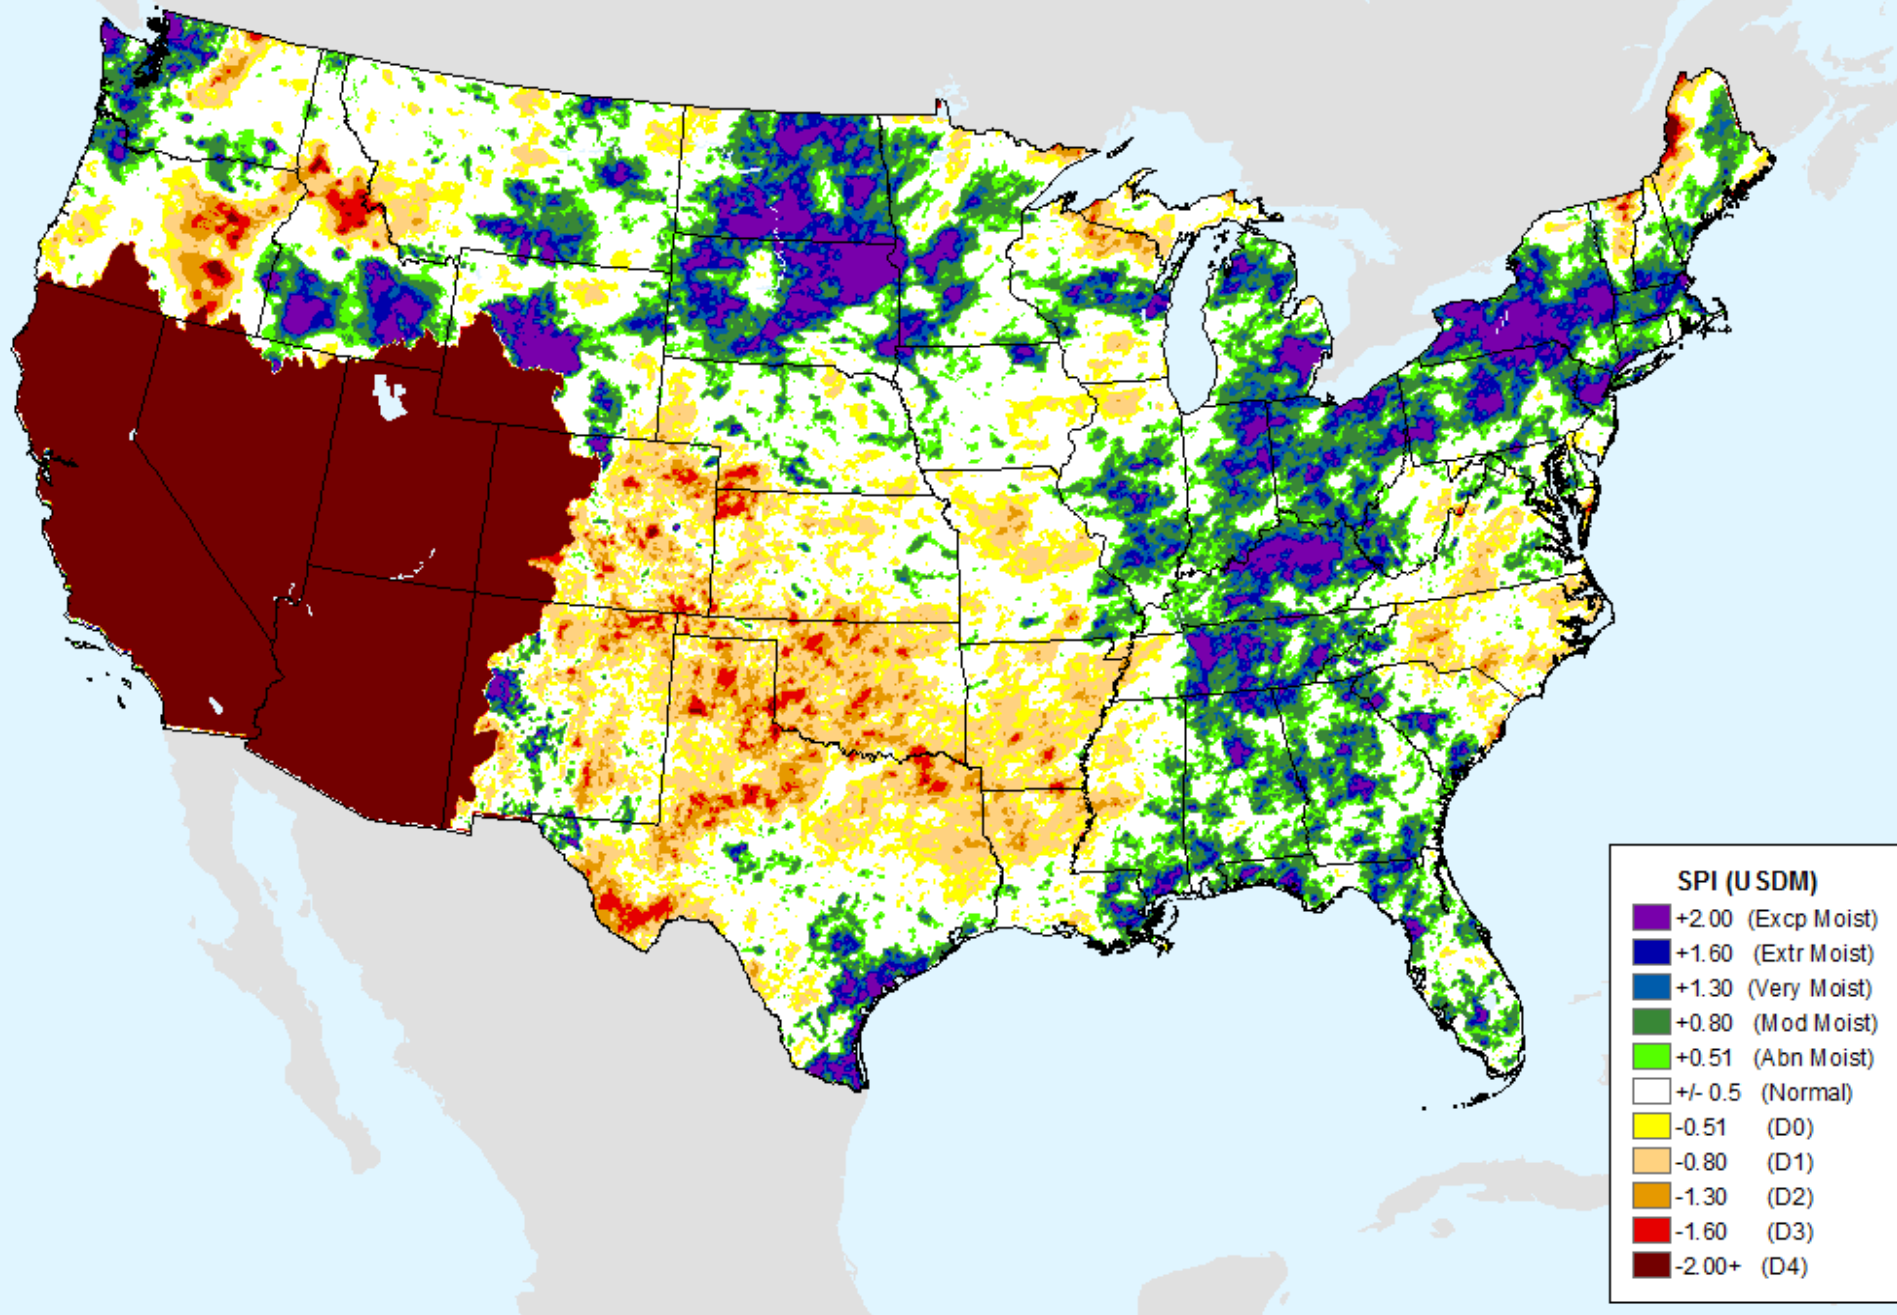 SPI (USDM)
+2.00 (Excp Moist)
+1.60 (Extr Moist)
+1.30 (Very Moist)
+0.80 (Mod Moist)
+0.51 (Abn Moist)
+/- 0.5 (Normal)
-0.51 (D0)
-0.80 (D1)
-1.30 (D2)
-1.60 (D3)
-2.00+ (D4)